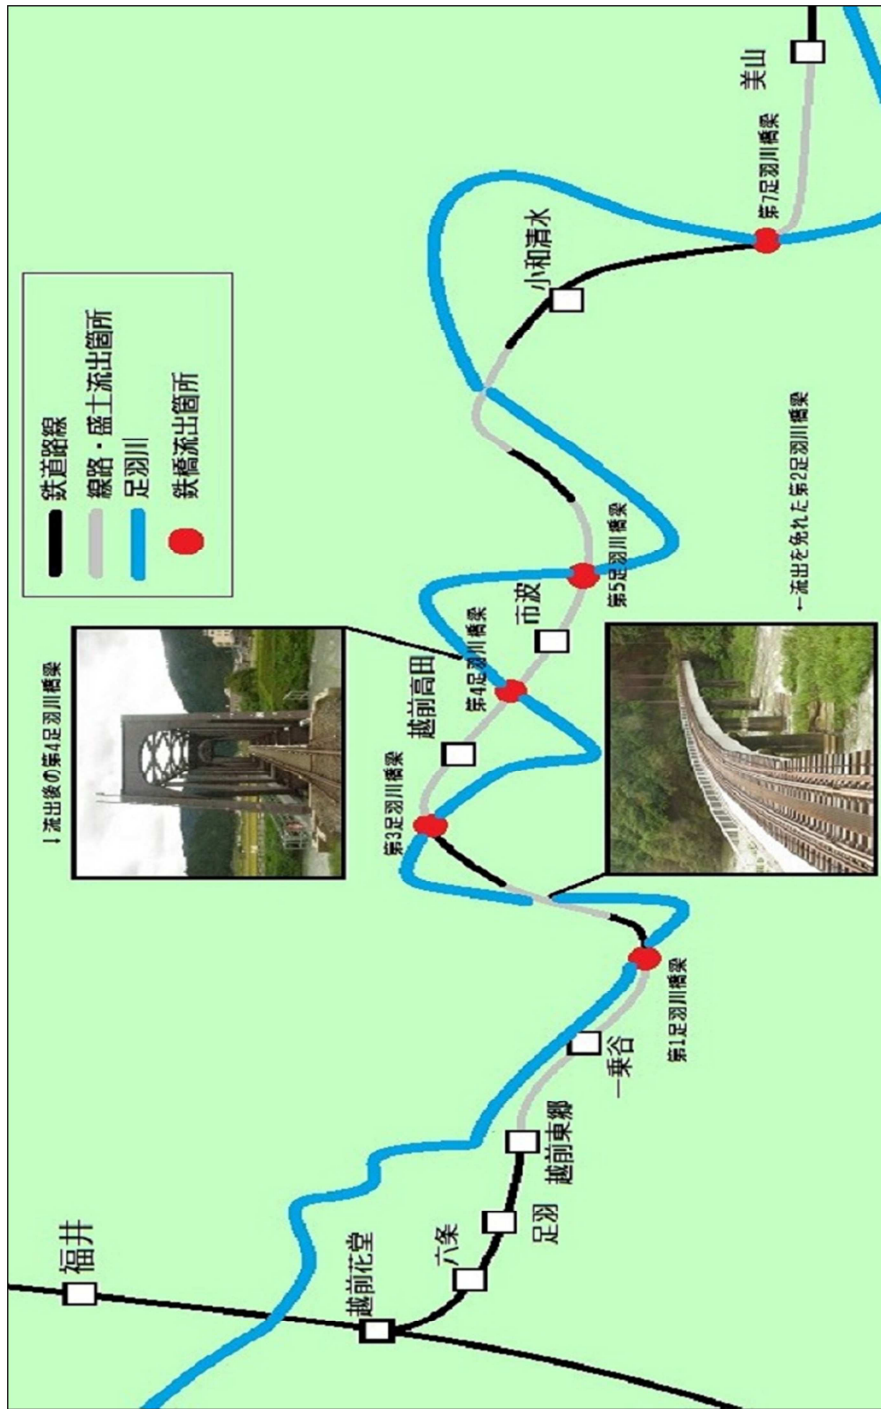 鉄道路線
線路・盛土流出箇所
足羽川
鉄橋流出箇所
↓流出後の第4足羽川橋梁
福井
越前花堂
六条
足羽
越前東郷
一乗谷
第1足羽川橋梁
←流出を免れた第2足羽川橋梁
第3足羽川橋梁
越前高田
第4足羽川橋梁
市波
第5足羽川橋梁
小和清水
第7足羽川橋梁
美山